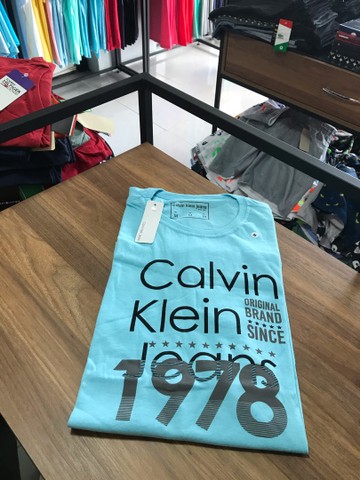 Calvin
Klein
ORIGINAL
BRAND
SINCE
Jeans
1978